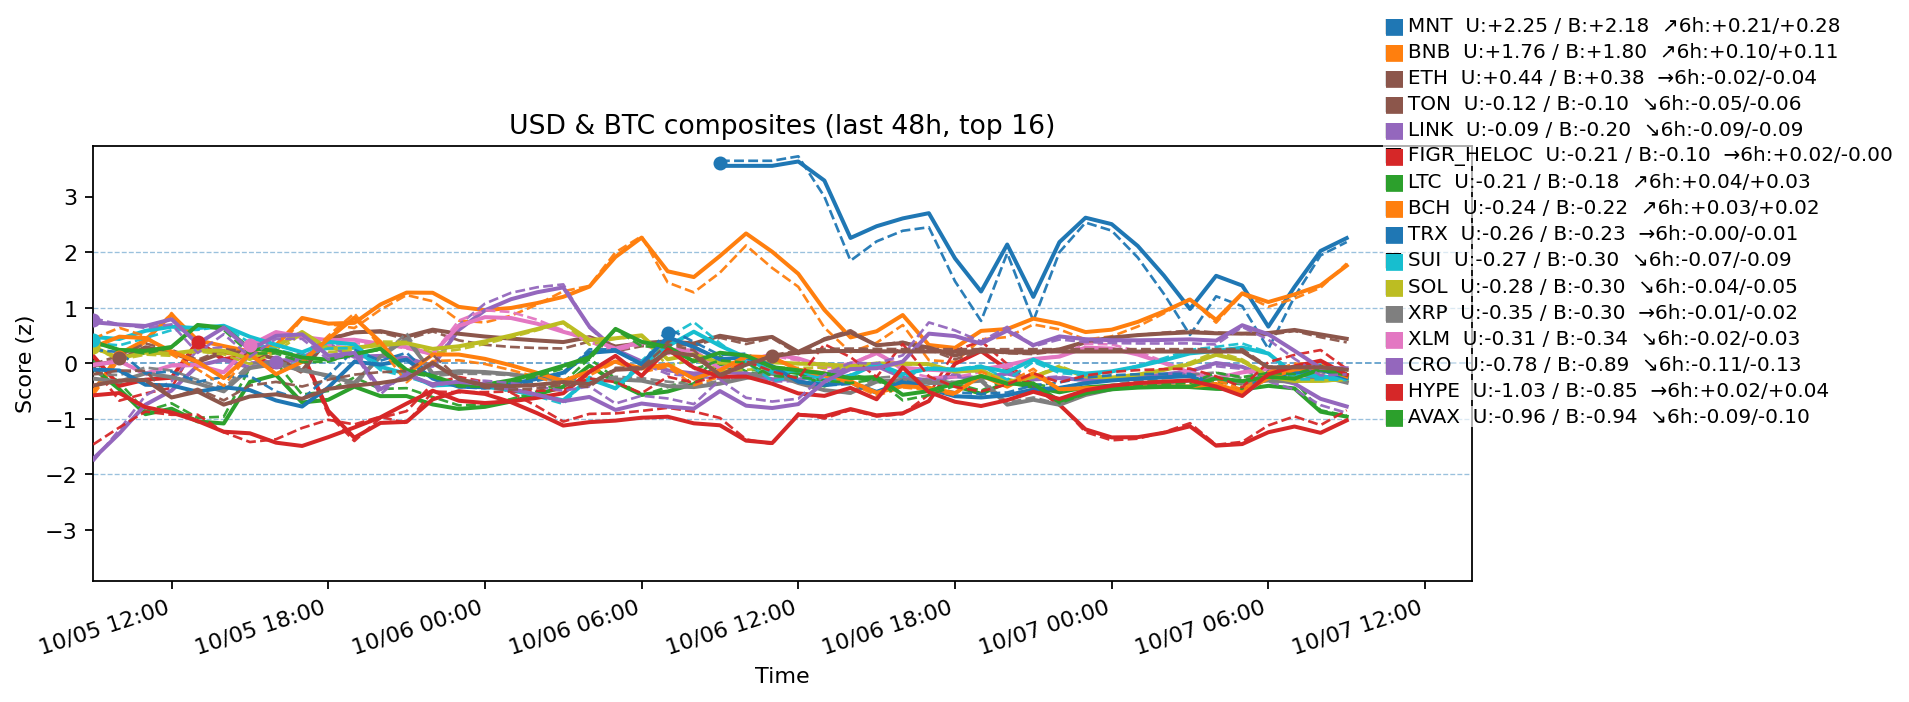 MNT U:+2.25 / B:+2.18 ↗6h:+0.21/+0.28
BNB U:+1.76 / B:+1.80 ↗6h:+0.10/+0.11
ETH U:+0.44 / B:+0.38 →6h:-0.02/-0.04
TON U:-0.12 / B:-0.10 ↘6h:-0.05/-0.06
LINK U:-0.09 / B:-0.20 ↘6h:-0.09/-0.09
FIGR_HELOC U:-0.21 / B:-0.10 →6h:+0.02/-0.00
LTC U:-0.21 / B:-0.18 ↗6h:+0.04/+0.03
BCH U:-0.24 / B:-0.22 ↗6h:+0.03/+0.02
TRX U:-0.26 / B:-0.23 →6h:-0.00/-0.01
SUI U:-0.27 / B:-0.30 ↘6h:-0.07/-0.09
SOL U:-0.28 / B:-0.30 ↘6h:-0.04/-0.05
XRP U:-0.35 / B:-0.30 →6h:-0.01/-0.02
XLM U:-0.31 / B:-0.34 ↘6h:-0.02/-0.03
CRO U:-0.78 / B:-0.89 ↘6h:-0.11/-0.13
HYPE U:-1.03 / B:-0.85 →6h:+0.02/+0.04
AVAX U:-0.96 / B:-0.94 ↘6h:-0.09/-0.10
USD & BTC composites (last 48h, top 16)
Score (z)
3
2
1
0
−1
−2
−3
10/05 12:00
10/05 18:00
10/06 00:00
10/06 06:00
10/06 12:00
10/06 18:00
10/07 00:00
10/07 06:00
10/07 12:00
Time